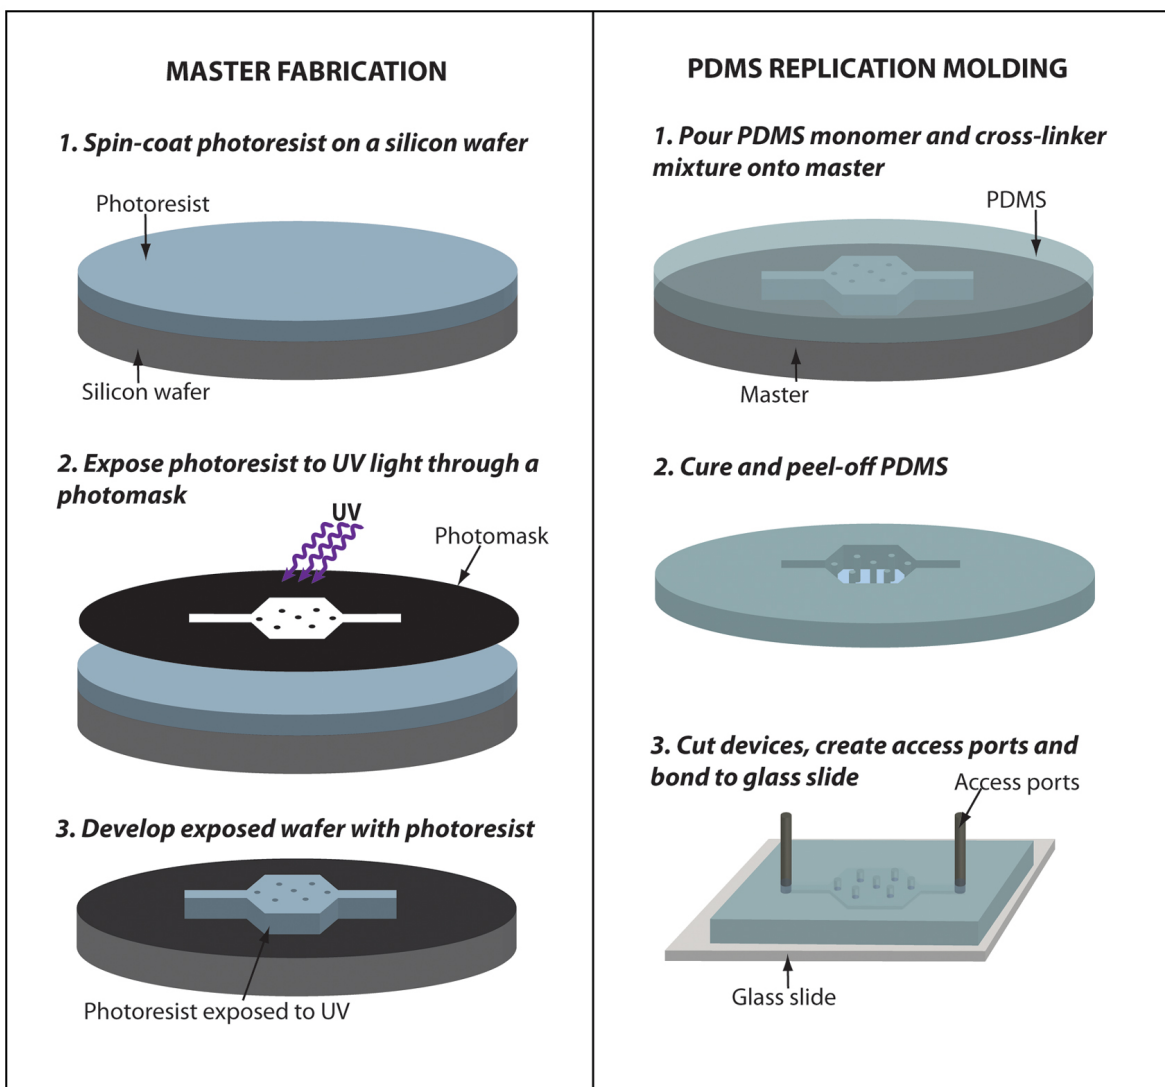 MASTER FABRICATION
1. Spin-coat photoresist on a silicon wafer
Photoresist
Silicon wafer
2. Expose photoresist to UV light through a
photomask
UV
Photomask
3. Develop exposed wafer with photoresist
Photoresist exposed to UV
PDMS REPLICATION MOLDING
1. Pour PDMS monomer and cross-linker
mixture onto master
PDMS
Master
2. Cure and peel-off PDMS
3. Cut devices, create access ports and
bond to glass slide
Access ports
Glass slide